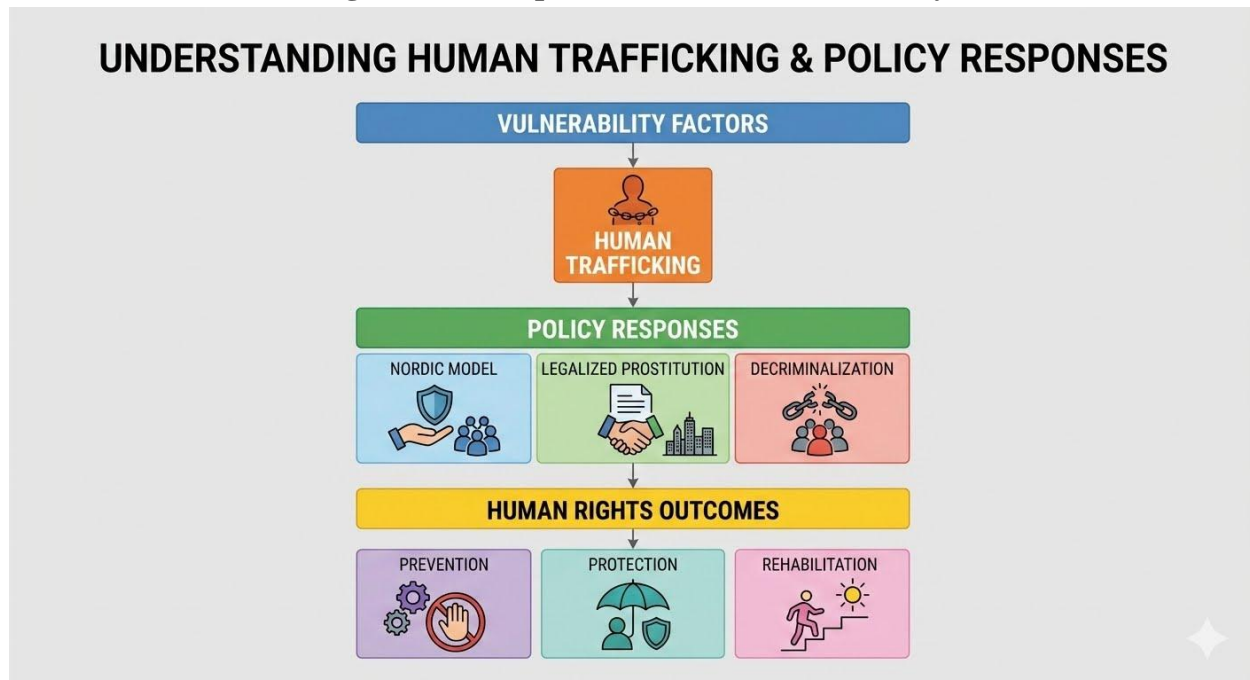 UNDERSTANDING HUMAN TRAFFICKING & POLICY RESPONSES
VULNERABILITY FACTORS
HUMAN
TRAFFICKING
POLICY RESPONSES
NORDIC MODEL
LEGALIZED PROSTITUTION
DECRIMINALIZATION
HUMAN RIGHTS OUTCOMES
PREVENTION
PROTECTION
REHABILITATION